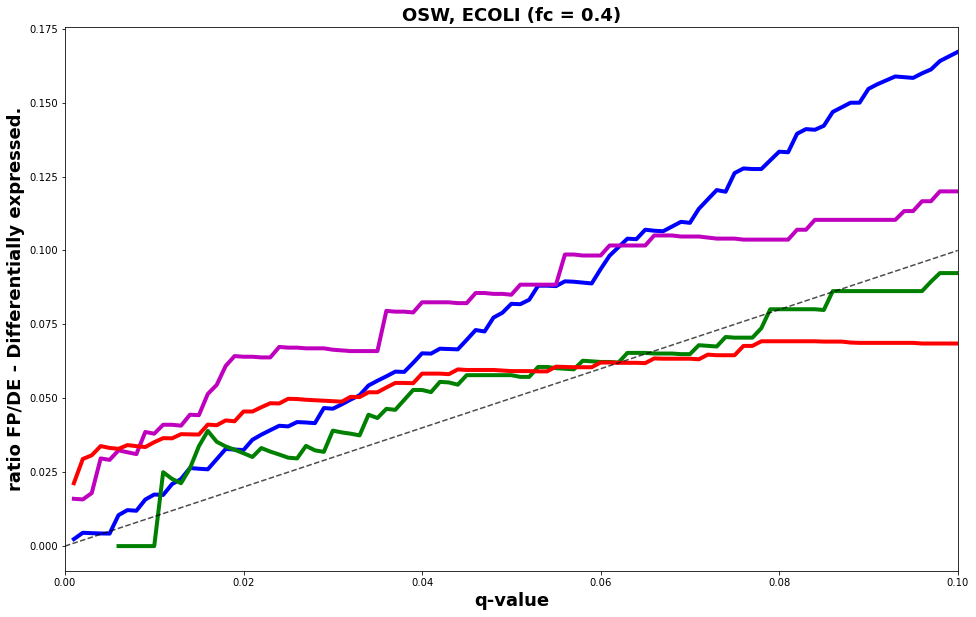 OSW, ECOLI (fc = 0.4)
ratio FP/DE - Differentially expressed.
0.175
0.150
0.125
0.100
0.075
0.050
0.025
0.000
0.00 0.02 0.04 0.06 0.08 0.10
q-value